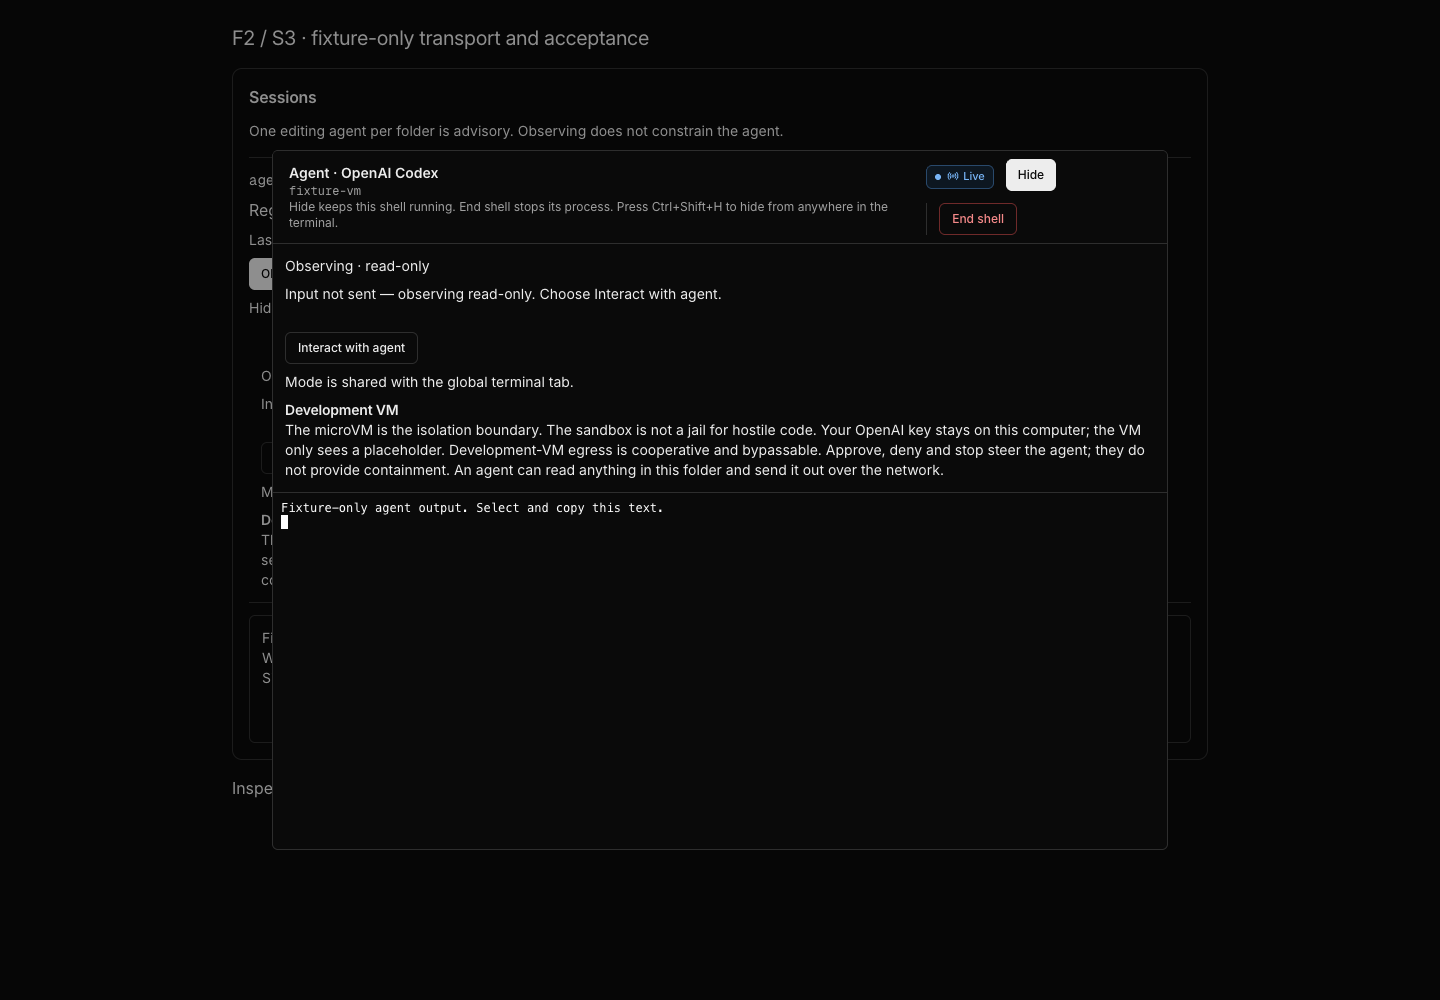 F2 / S3 · fixture-only transport and acceptance
Sessions
One editing agent per folder is advisory. Observing does not constrain the agent.
Agent · OpenAI Codex
fixture-vm
Hide keeps this shell running. End shell stops its process. Press Ctrl+Shift+H to hide from anywhere in the
terminal.
Live
Hide
End shell
Observing · read-only
Input not sent — observing read-only. Choose Interact with agent.
Interact with agent
Mode is shared with the global terminal tab.
Development VM
The microVM is the isolation boundary. The sandbox is not a jail for hostile code. Your OpenAI key stays on this computer; the VM
only sees a placeholder. Development-VM egress is cooperative and bypassable. Approve, deny and stop steer the agent; they do
not provide containment. An agent can read anything in this folder and send it out over the network.
Fixture-only agent output. Select and copy this text.